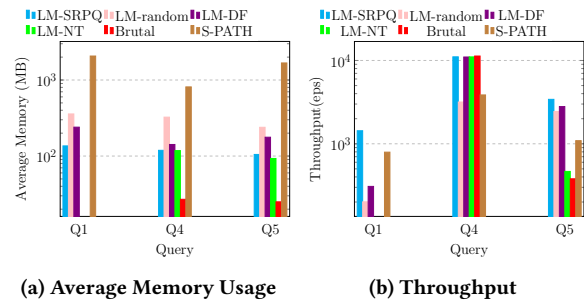 LM-SRPQ LM-random LM-DF
LM-NT Brutal S-PATH
Average Memory (MB)
10^3
10^2
Q1 Q4 Q5
Query
(a) Average Memory Usage
LM-SRPQ LM-random LM-DF
LM-NT Brutal S-PATH
Throughput(eps)
10^4
10^3
Q1 Q4 Q5
Query
(b) Throughput